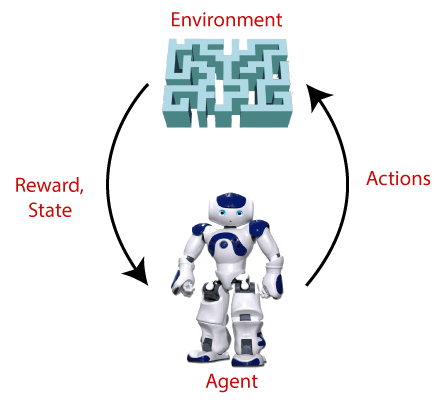 Environment
Reward,
State
Actions
Agent